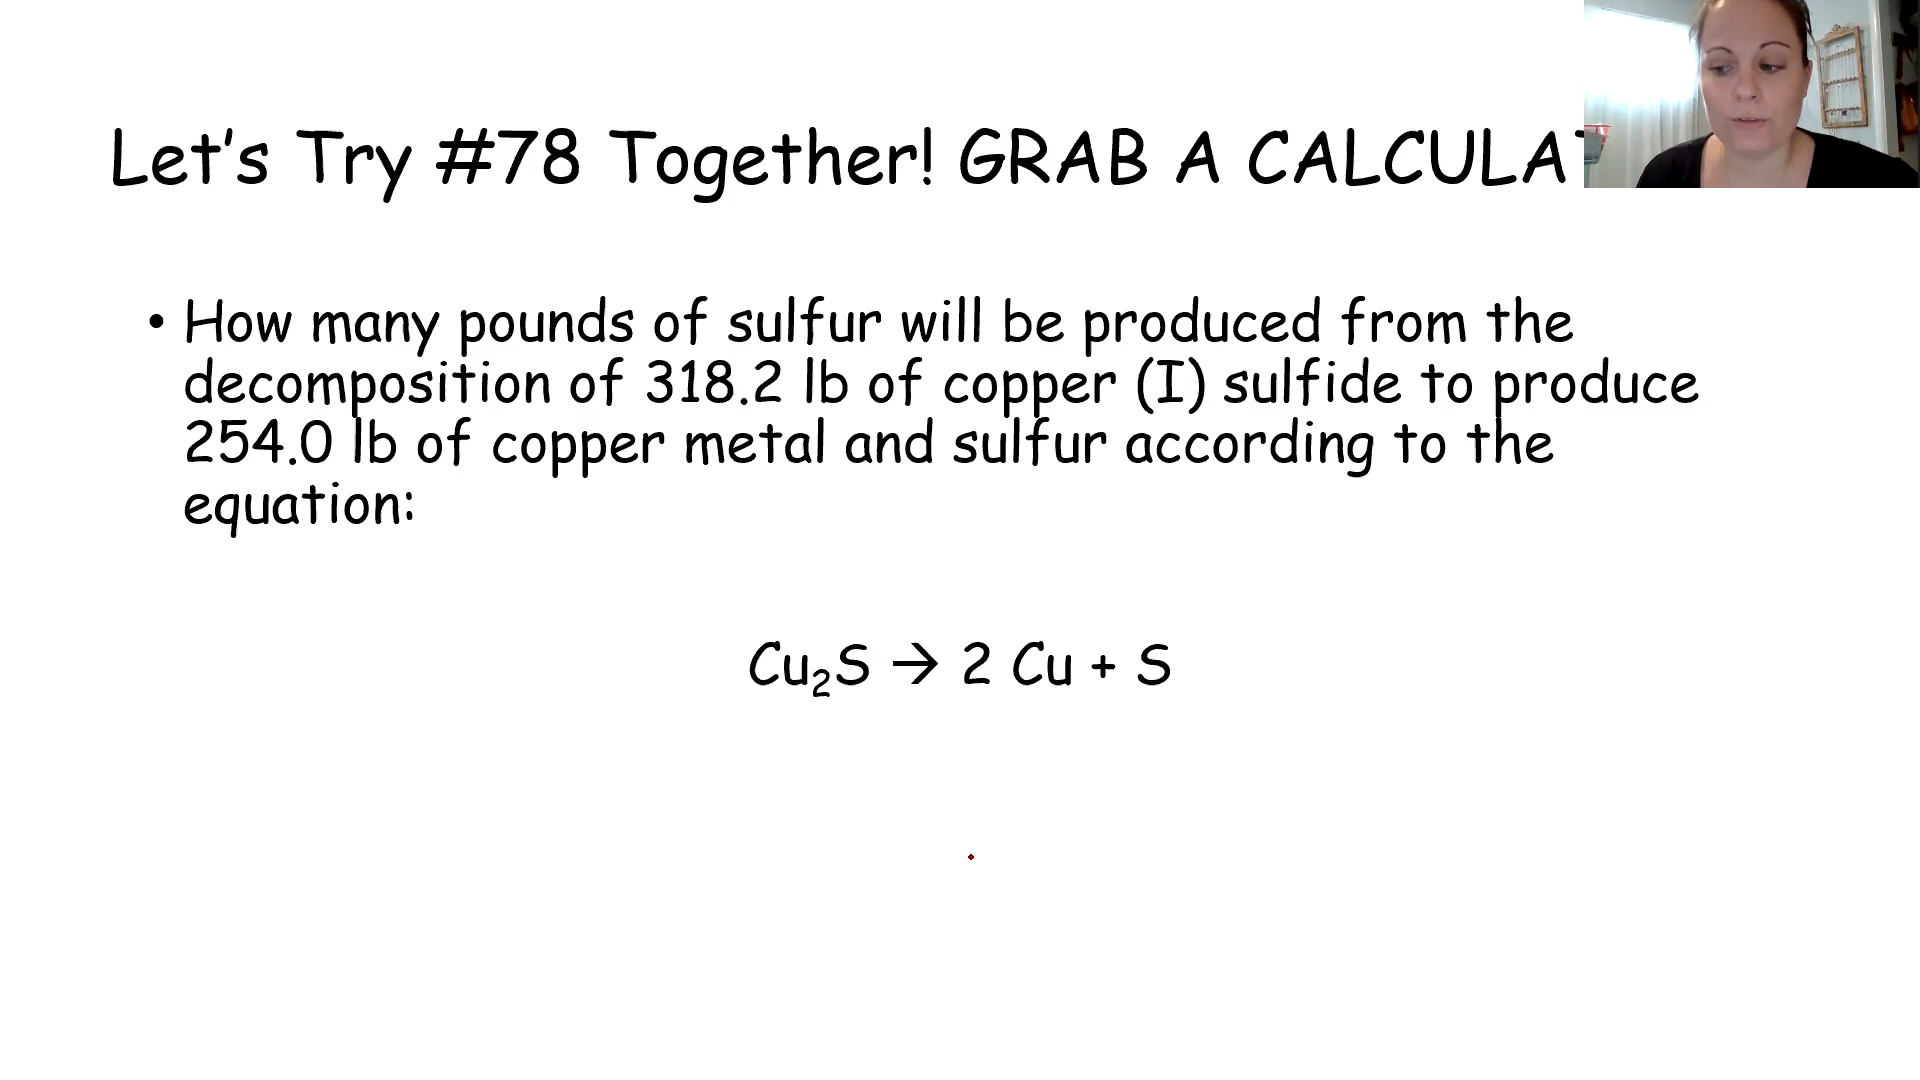 Let's Try #78 Together! GRAB A CALCULAT
• How many pounds of sulfur will be produced from the
decomposition of 318.2 lb of copper (I) sulfide to produce
254.0 lb of copper metal and sulfur according to the
equation:
Cu₂S → 2 Cu + S